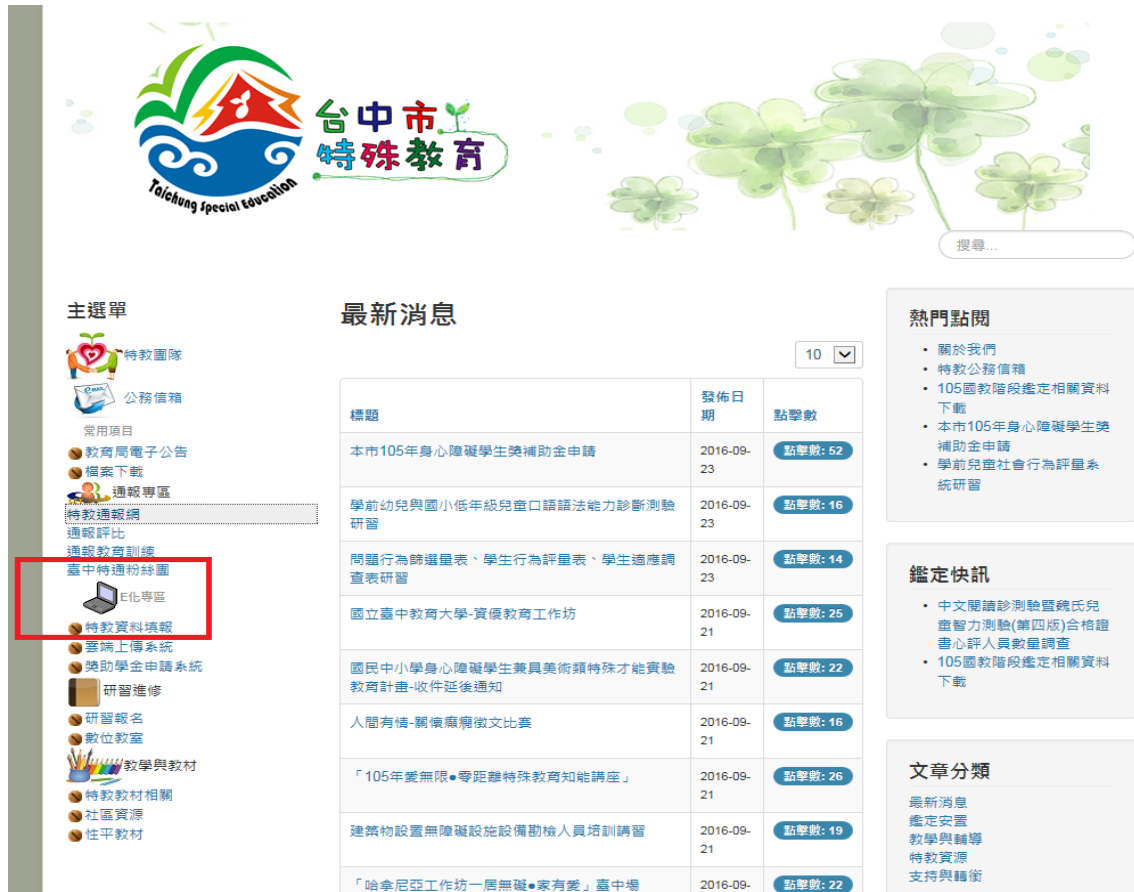 台中市
特殊教育
Taichung Special Education
搜尋...
主選單
特教團隊
公務信箱
常用項目
教育局電子公告
檔案下載
通報專區
特教通報網
通報評比
通報教育訓練
臺中特通粉絲團
E化專區
特教資料填報
雲端上傳系統
獎助學金申請系統
研習進修
研習報名
數位教室
教學與教材
特教教材相關
社區資源
性平教材
最新消息
10
標題
發佈日
期
點擊數
本市105年身心障礙學生獎補助金申請
2016-09-
23
點擊數: 52
學前幼兒與國小低年級兒童口語語法能力診斷測驗
研習
2016-09-
23
點擊數: 16
問題行為篩選量表、學生行為評量表、學生適應調
查表研習
2016-09-
23
點擊數: 14
國立臺中教育大學-資優教育工作坊
2016-09-
21
點擊數: 25
國民中小學身心障礙學生兼具美術類特殊才能實驗
教育計畫-收件延後通知
2016-09-
21
點擊數: 22
人間有情-關懷癲癇徵文比賽
2016-09-
21
點擊數: 16
「105年愛無限●零距離特殊教育知能講座」
2016-09-
21
點擊數: 26
建築物設置無障礙設施設備勘檢人員培訓講習
2016-09-
21
點擊數: 19
「哈拿尼亞工作坊一居無礙●家有愛」臺中場
2016-09-
點擊數: 22
熱門點閱
• 關於我們
• 特教公務信箱
• 105國教階段鑑定相關資料
下載
• 本市105年身心障礙學生獎
補助金申請
• 學前兒童社會行為評量系
統研習
鑑定快訊
• 中文閱讀診測驗暨魏氏兒
童智力測驗(第四版)合格證
書心評人員數量調查
• 105國教階段鑑定相關資料
下載
文章分類
最新消息
鑑定安置
教學與輔導
特教資源
支持與轉銜